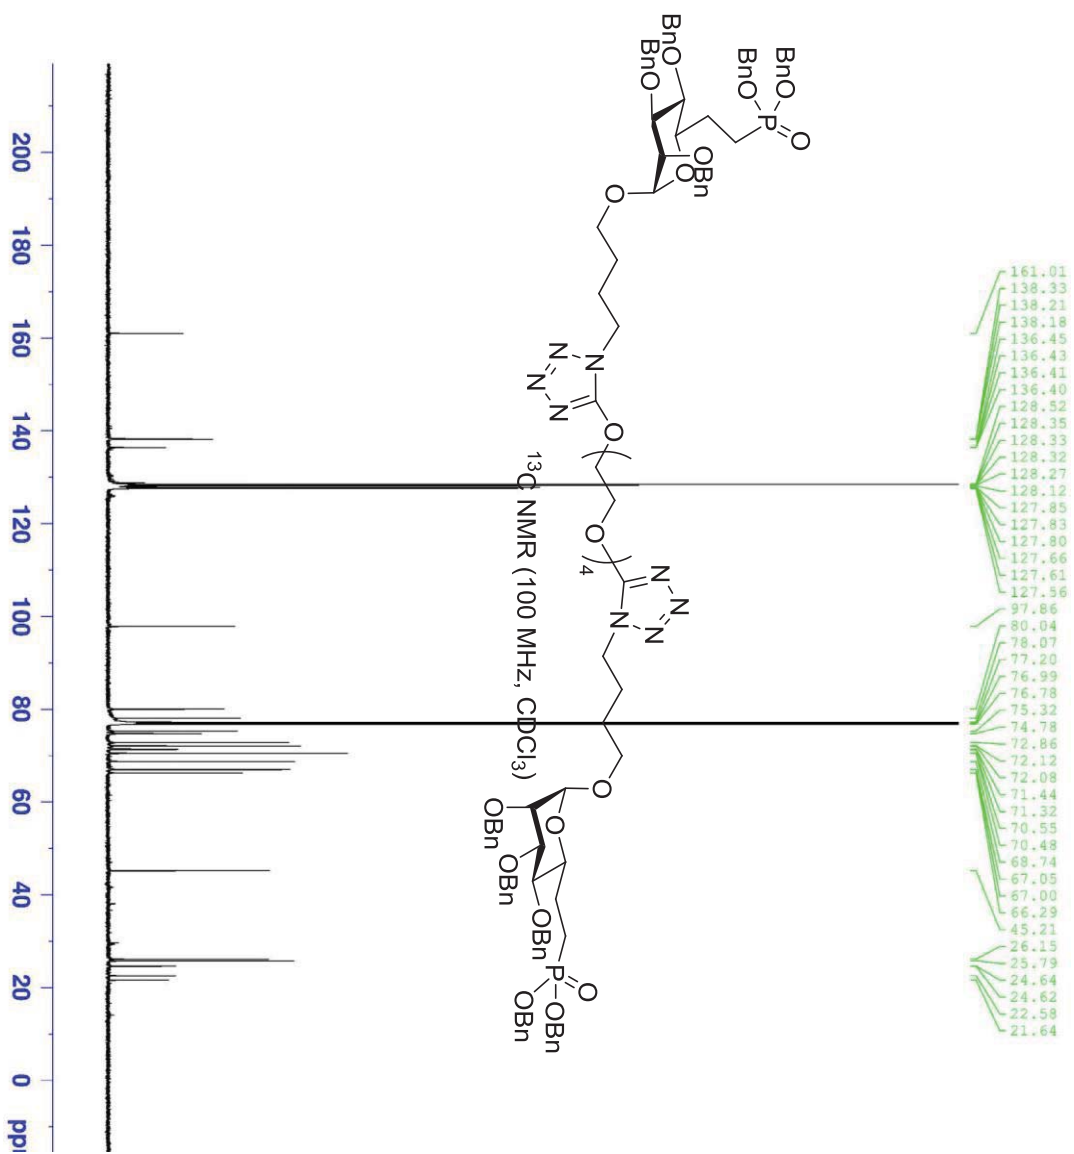 161.01
138.33
138.21
138.18
136.45
136.43
136.41
136.40
128.52
128.35
128.33
128.32
128.27
128.12
127.85
127.83
127.80
127.66
127.61
127.56
97.86
80.04
78.07
77.20
76.99
76.78
75.32
74.78
72.86
72.12
72.08
71.44
71.32
70.55
70.48
68.74
67.05
67.00
66.29
45.21
26.15
25.79
24.64
24.62
22.58
21.64
BnO
BnO
P
O
BnO
BnO
OBn
O
O
N
N
N
N
O
O
4
N
N
N
N
O
O
OBn
OBn
OBn
P
O
OBn
OBn
¹³C NMR (100 MHz, CDCl₃)
200
180
160
140
120
100
80
60
40
20
0
ppm